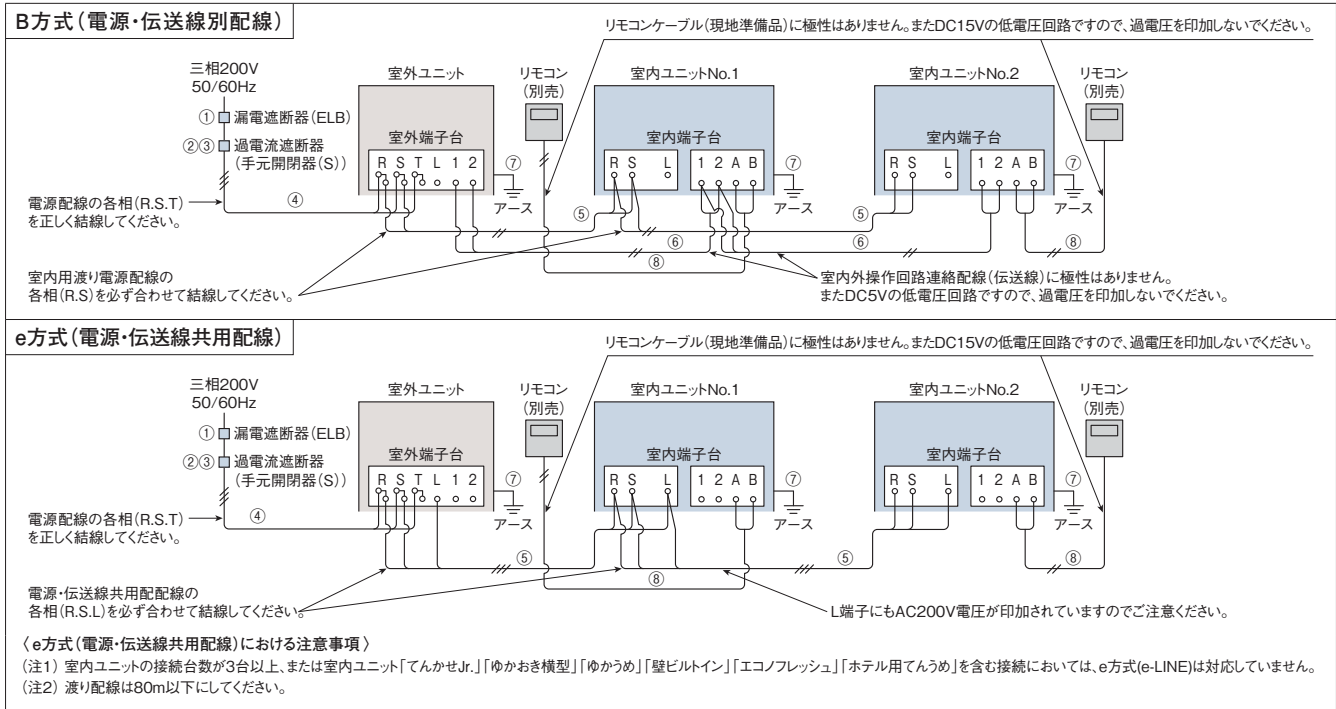 B方式(電源・伝送線別配線)
リモコンケーブル(現地準備品)に極性はありません。またDC15Vの低電圧回路ですので、過電圧を印加しないでください。
三相200V
50/60Hz
① 漏電遮断器(ELB)
②③ 過電流遮断器
(手元開閉器(S))
電源配線の各相(R.S.T)
を正しく結線してください。
④
室外ユニット
室外端子台
R S T L 1 2
⑦
アース
リモコン
(別売)
室内ユニットNo.1
室内端子台
R S L
1 2 A B
⑦
アース
室内ユニットNo.2
室内端子台
R S L
1 2 A B
⑦
アース
リモコン
(別売)
⑤
⑤
⑥
⑥
⑧
⑧
室内用渡り電源配線の
各相(R.S)を必ず合わせて結線してください。
室内外操作回路連絡配線(伝送線)に極性はありません。
またDC5Vの低電圧回路ですので、過電圧を印加しないでください。
e方式(電源・伝送線共用配線)
リモコンケーブル(現地準備品)に極性はありません。またDC15Vの低電圧回路ですので、過電圧を印加しないでください。
三相200V
50/60Hz
① 漏電遮断器(ELB)
②③ 過電流遮断器
(手元開閉器(S))
電源配線の各相(R.S.T)
を正しく結線してください。
④
室外ユニット
室外端子台
R S T L 1 2
⑦
アース
リモコン
(別売)
室内ユニットNo.1
室内端子台
R S L
1 2 A B
⑦
アース
室内ユニットNo.2
室内端子台
R S L
1 2 A B
⑦
アース
リモコン
(別売)
⑤
⑤
⑧
⑧
電源・伝送線共用配配線の
各相(R.S.L)を必ず合わせて結線してください。
L端子にもAC200V電圧が印加されていますのでご注意ください。
〈e方式(電源・伝送線共用配線)における注意事項〉
(注1) 室内ユニットの接続台数が3台以上、または室内ユニット「てんかせJr.」「ゆかおき横型」「ゆかうめ」「壁ビルトイン」「エコノフレッシュ」「ホテル用てんうめ」を含む接続においては、e方式(e-LINE)は対応していません。
(注2) 渡り配線は80m以下にしてください。